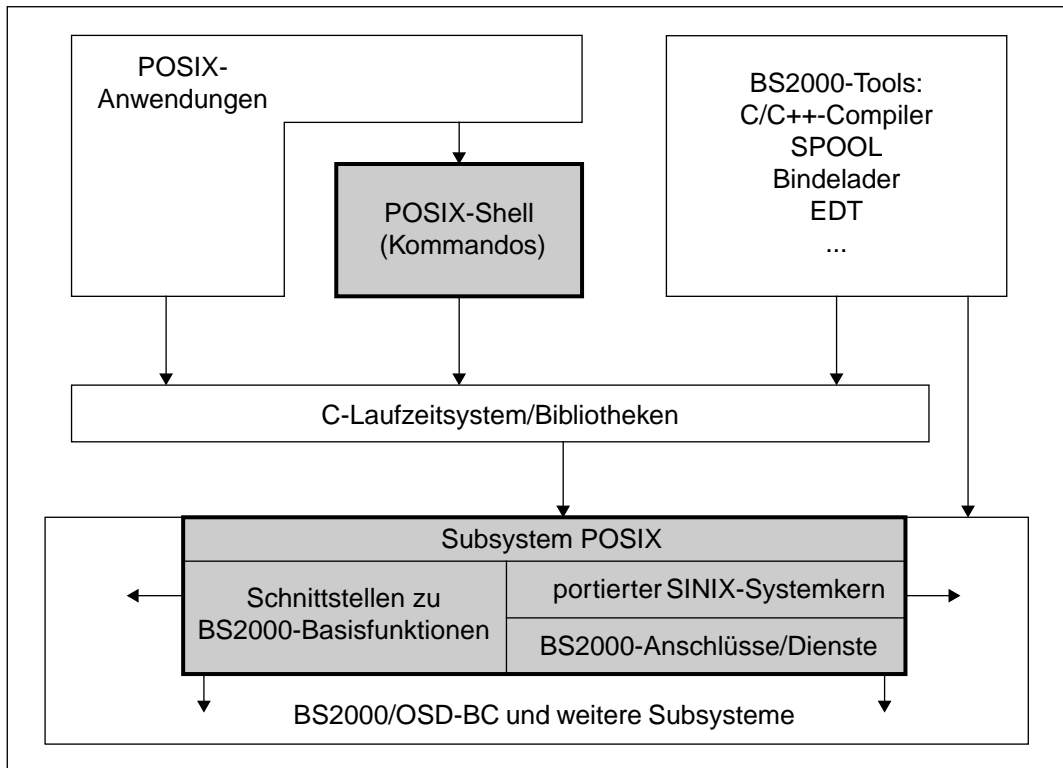 POSIX-
Anwendungen
BS2000-Tools:
C/C++-Compiler
SPOOL
Bindelader
EDT
...
POSIX-Shell
(Kommandos)
C-Laufzeitsystem/Bibliotheken
Subsystem POSIX
Schnittstellen zu
BS2000-Basisfunktionen
portierter SINIX-Systemkern
BS2000-Anschlüsse/Dienste
BS2000/OSD-BC und weitere Subsysteme